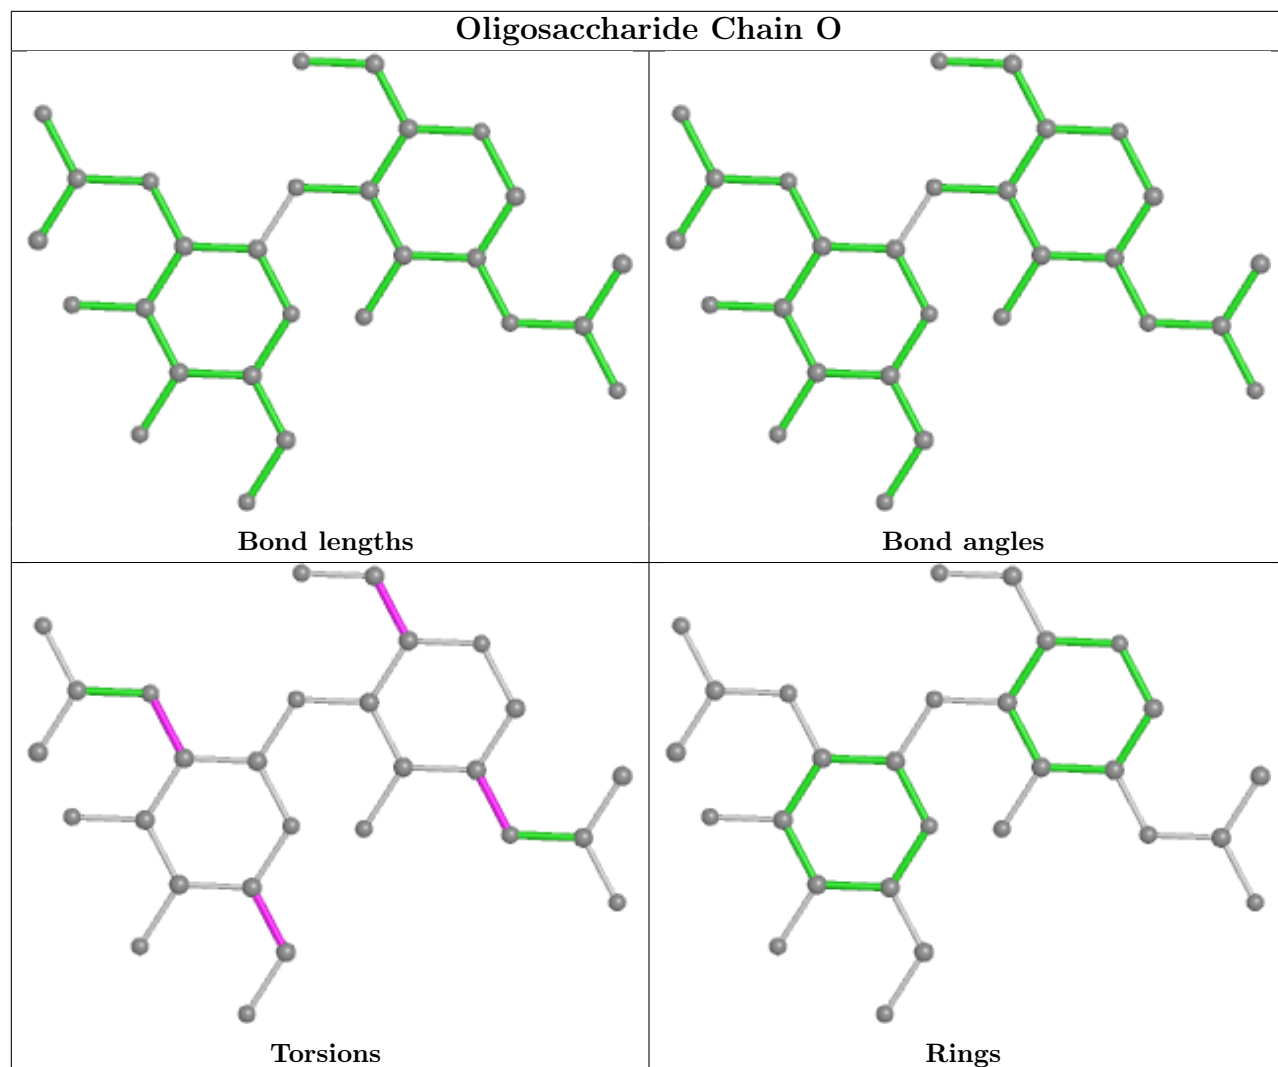 Oligosaccharide Chain O
Bond lengths
Bond angles
Torsions
Rings